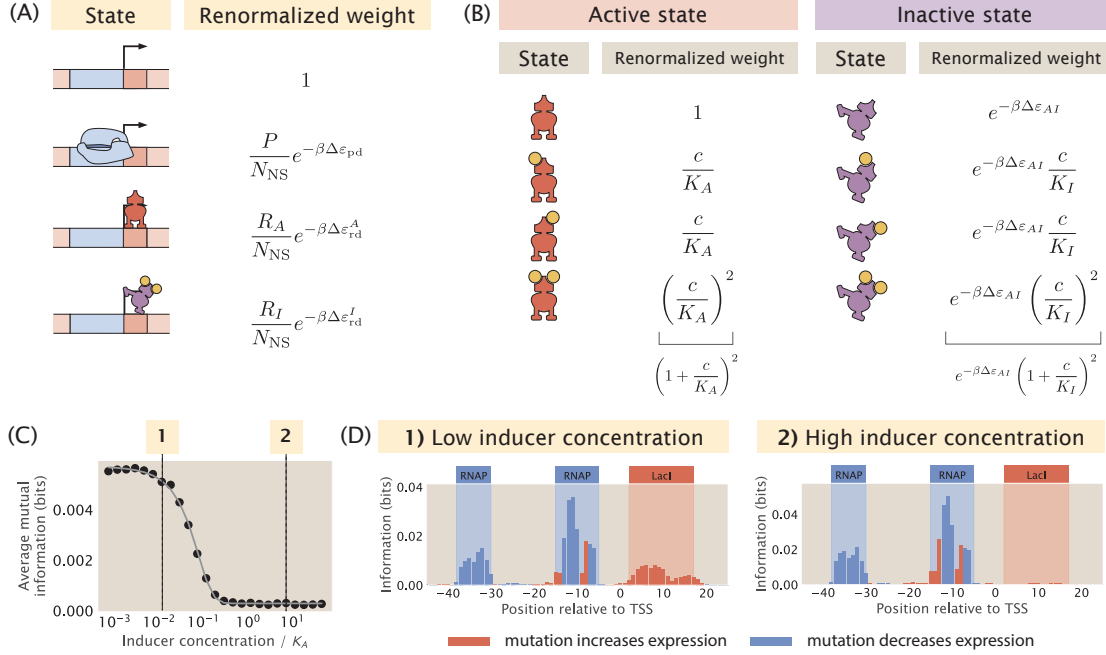 (A)
State
Renormalized weight
1
P/N_NS e^{-βΔε_pd}
R_A/N_NS e^{-βΔε^A_rd}
R_I/N_NS e^{-βΔε^I_rd}
(B)
Active state
Inactive state
State
Renormalized weight
State
Renormalized weight
1
e^{-βΔε_AI}
c/K_A
e^{-βΔε_AI} c/K_I
c/K_A
e^{-βΔε_AI} c/K_I
(c/K_A)^2
e^{-βΔε_AI} (c/K_I)^2
(1 + c/K_A)^2
e^{-βΔε_AI} (1 + c/K_I)^2
(C)
1
2
Average mutual
information (bits)
0.004
0.002
0.000
10^{-3}
10^{-2}
10^{-1}
10^0
10^1
Inducer concentration / K_A
(D)
1) Low inducer concentration
RNAP
RNAP
LacI
Information (bits)
0.04
0.02
0.00
−40 −30 −20 −10 0 10 20
Position relative to TSS
2) High inducer concentration
RNAP
RNAP
LacI
Information (bits)
0.04
0.02
0.00
−40 −30 −20 −10 0 10 20
Position relative to TSS
mutation increases expression
mutation decreases expression